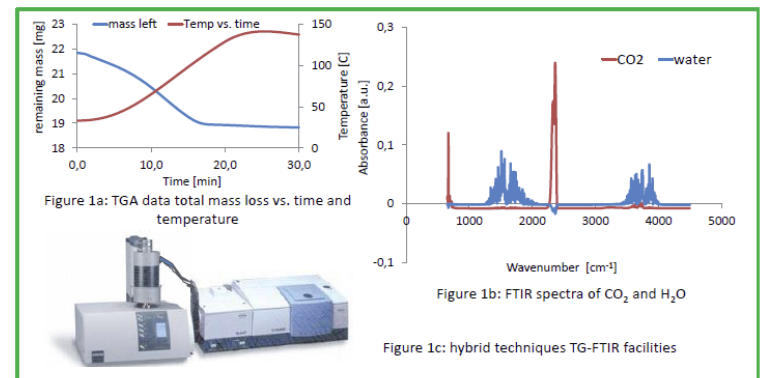 mass left
Temp vs. time
remaining mass [mg]
23
22
21
20
19
18
150
100
50
0
Temperature [C]
0,0
10,0
20,0
30,0
Time [min]
Figure 1a: TGA data total mass loss vs. time and
temperature
0,3
0,2
0,1
0
-0,1
Absorbance [a.u.]
CO2
water
0
1000
2000
3000
4000
5000
Wavenumber [cm⁻¹]
Figure 1b: FTIR spectra of CO₂ and H₂O
Figure 1c: hybrid techniques TG-FTIR facilities